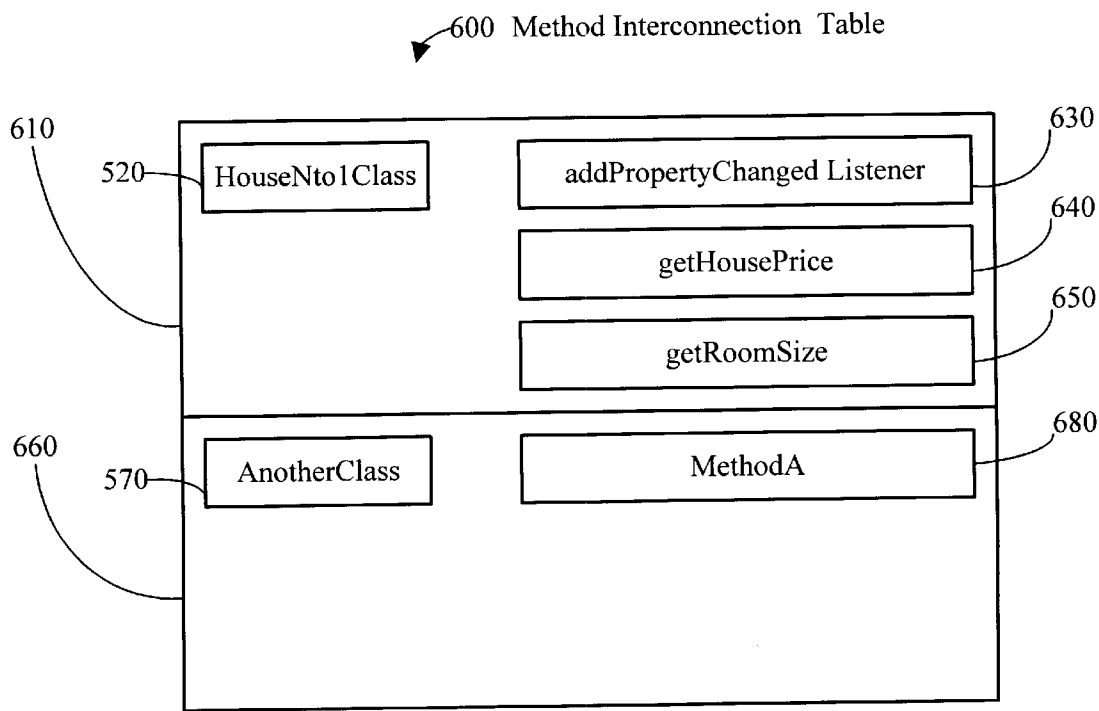 600 Method Interconnection Table
610
630
520 HouseNto1Class addPropertyChanged Listener
640
getHousePrice
650
getRoomSize
660
680
570 AnotherClass MethodA